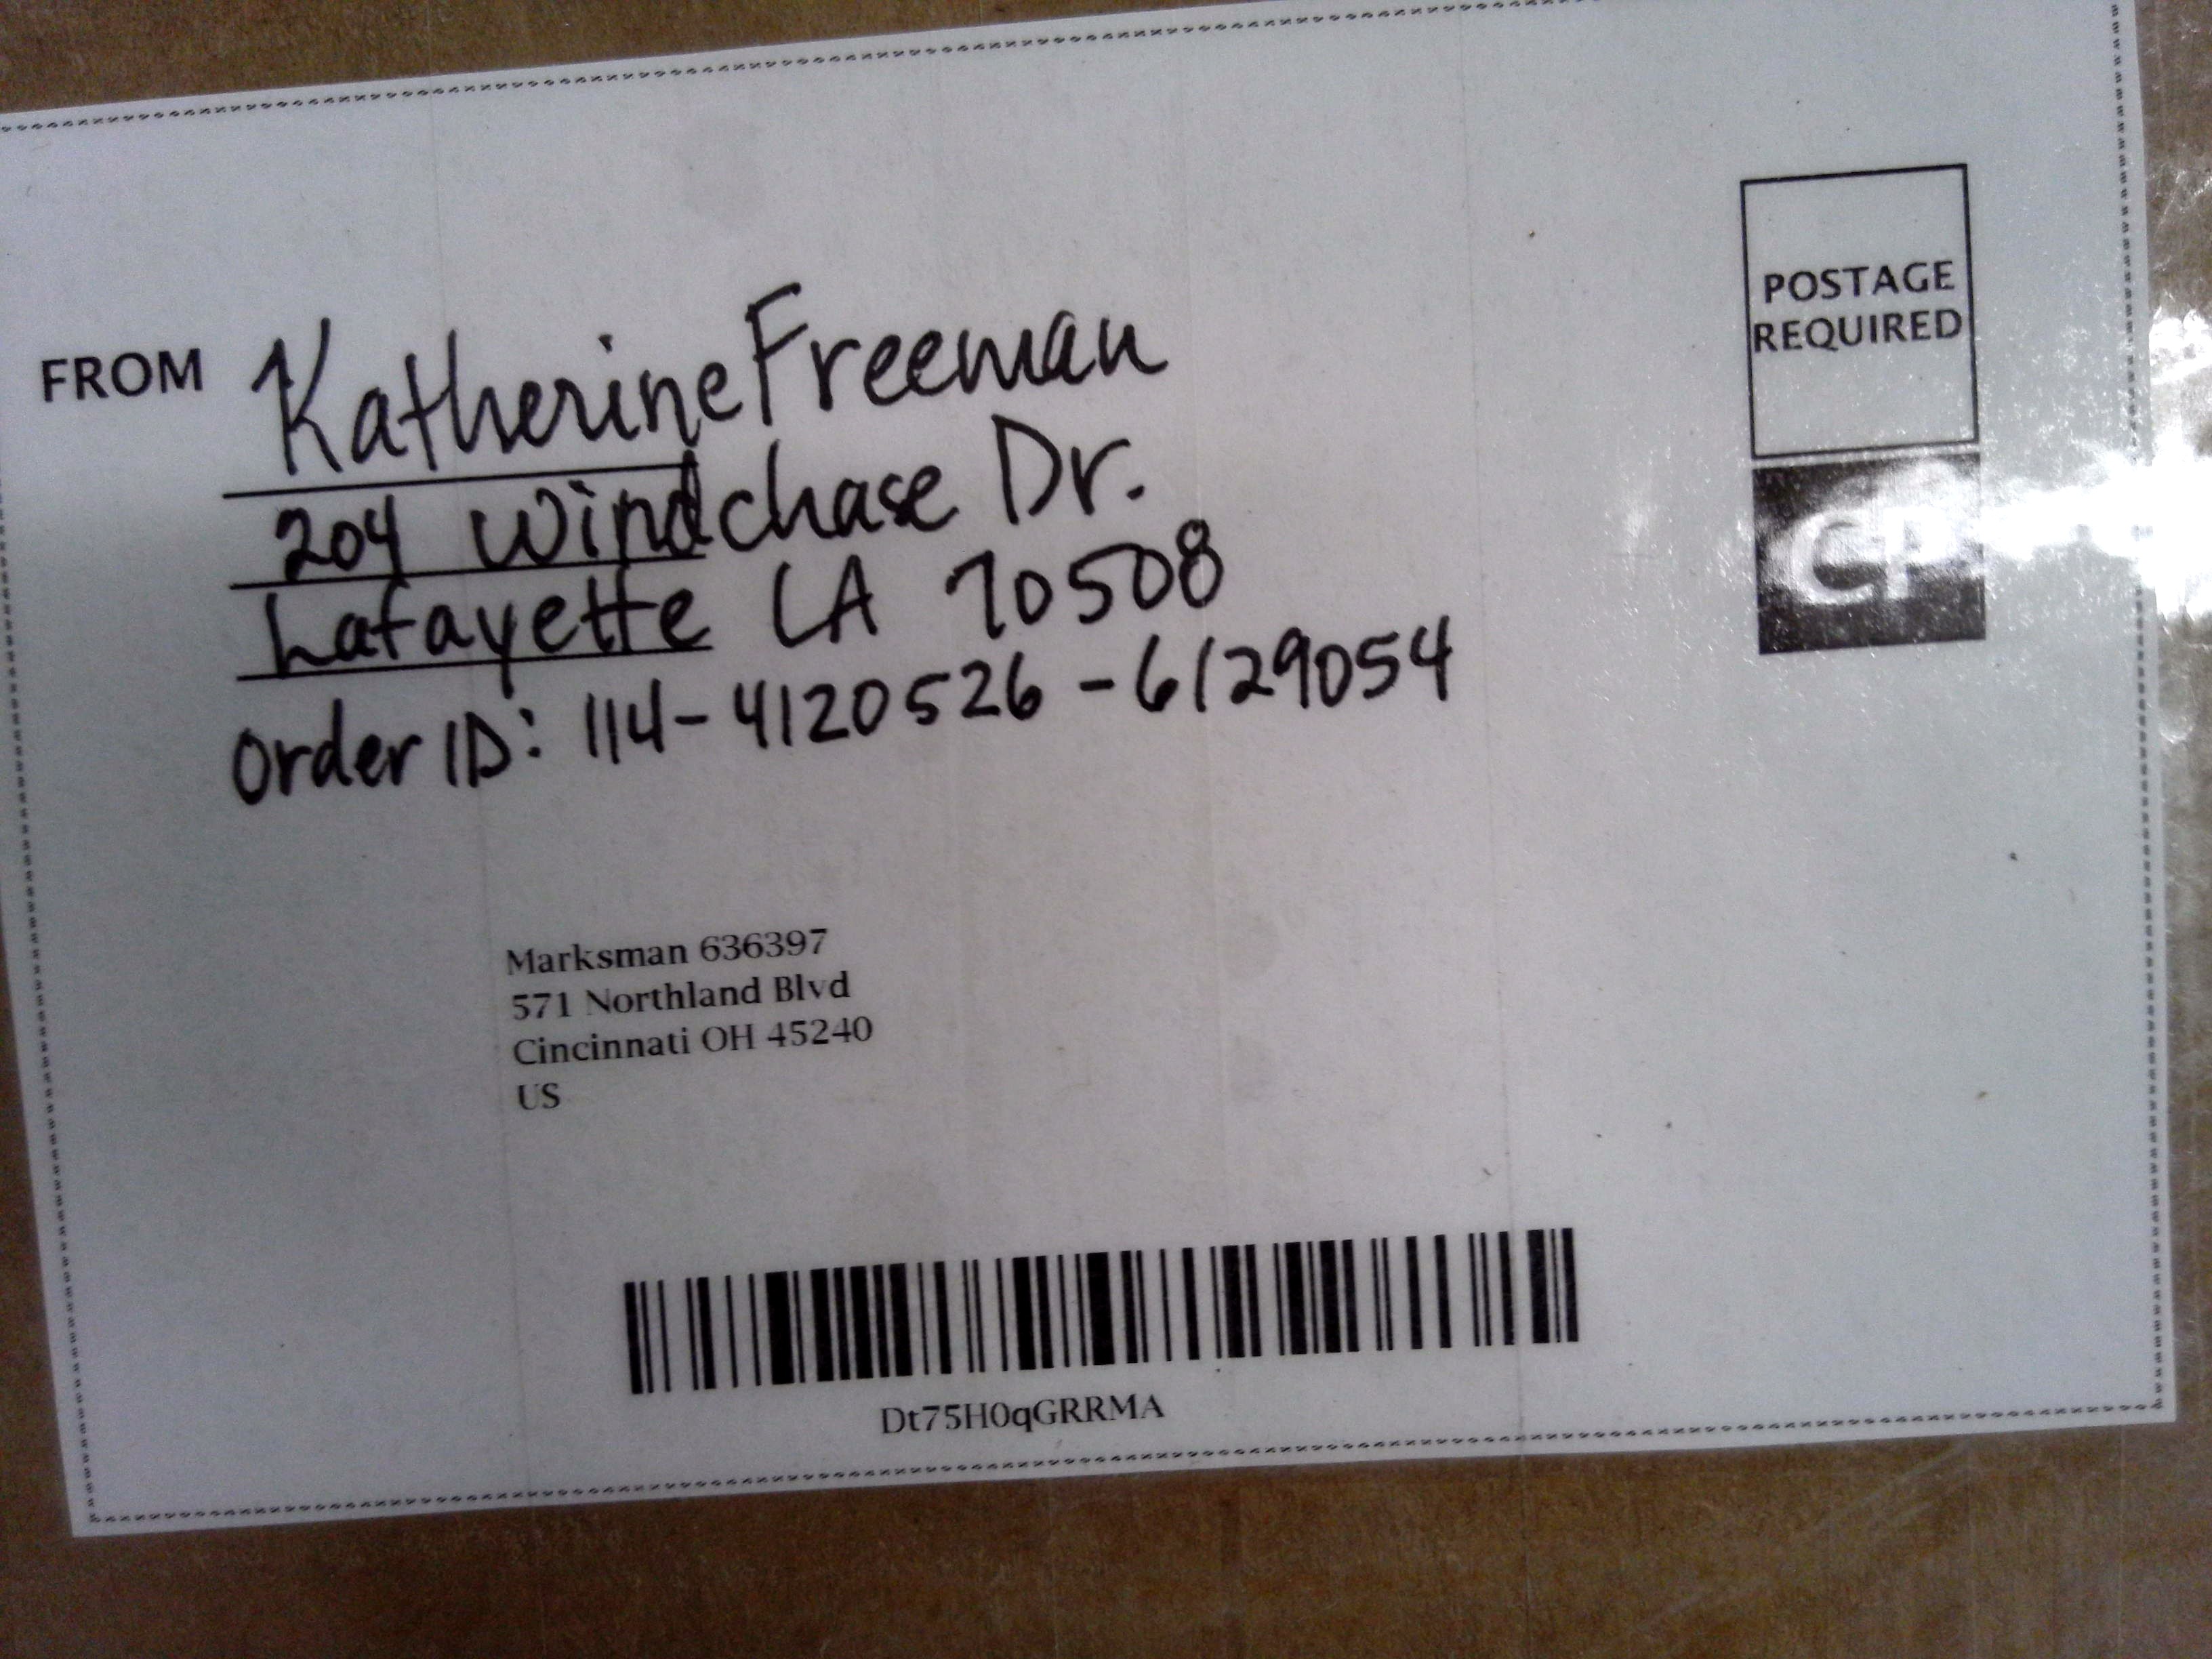 FROM Katherine Freeman
204 Windchase Dr.
Lafayette LA 70508
Order ID: 114-4120526-6129054
POSTAGE
REQUIRED
CP
Marksman 636397
571 Northland Blvd
Cincinnati OH 45240
US
Dt75H0qGRRMA